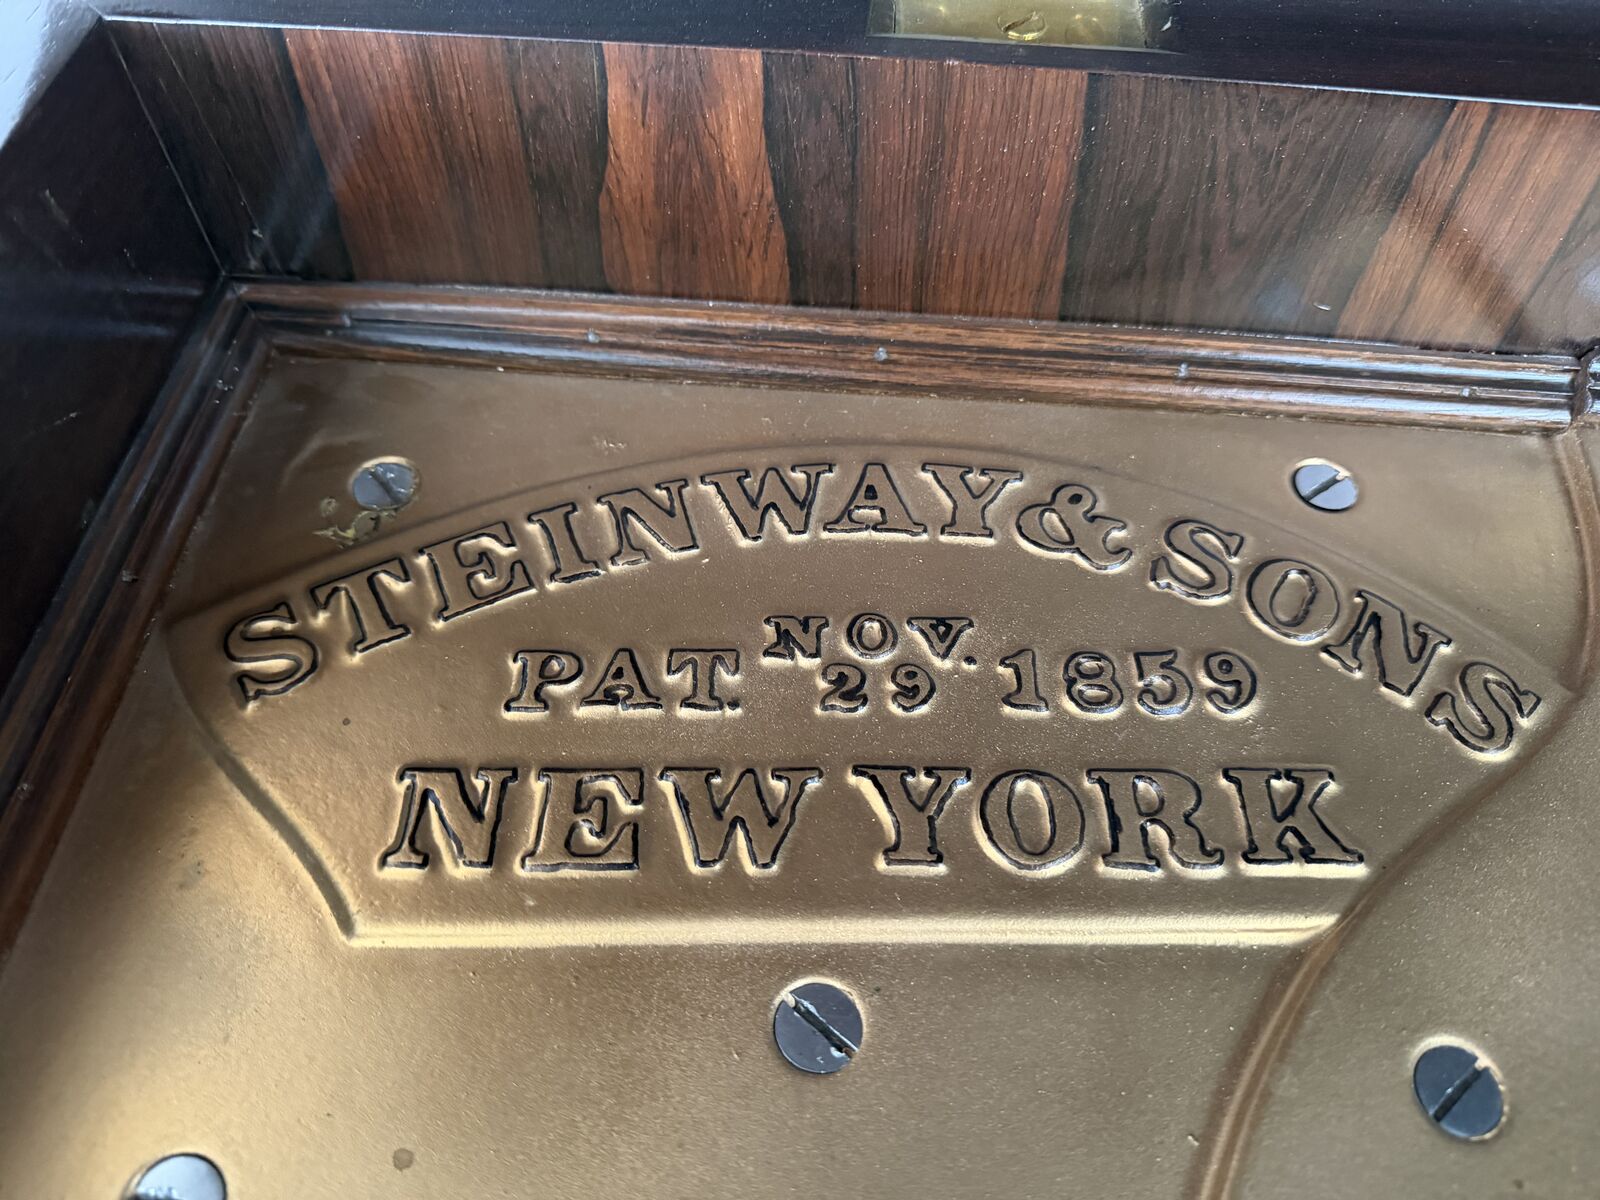 STEINWAY & SONS
PAT. NOV. 29 1859
NEW YORK